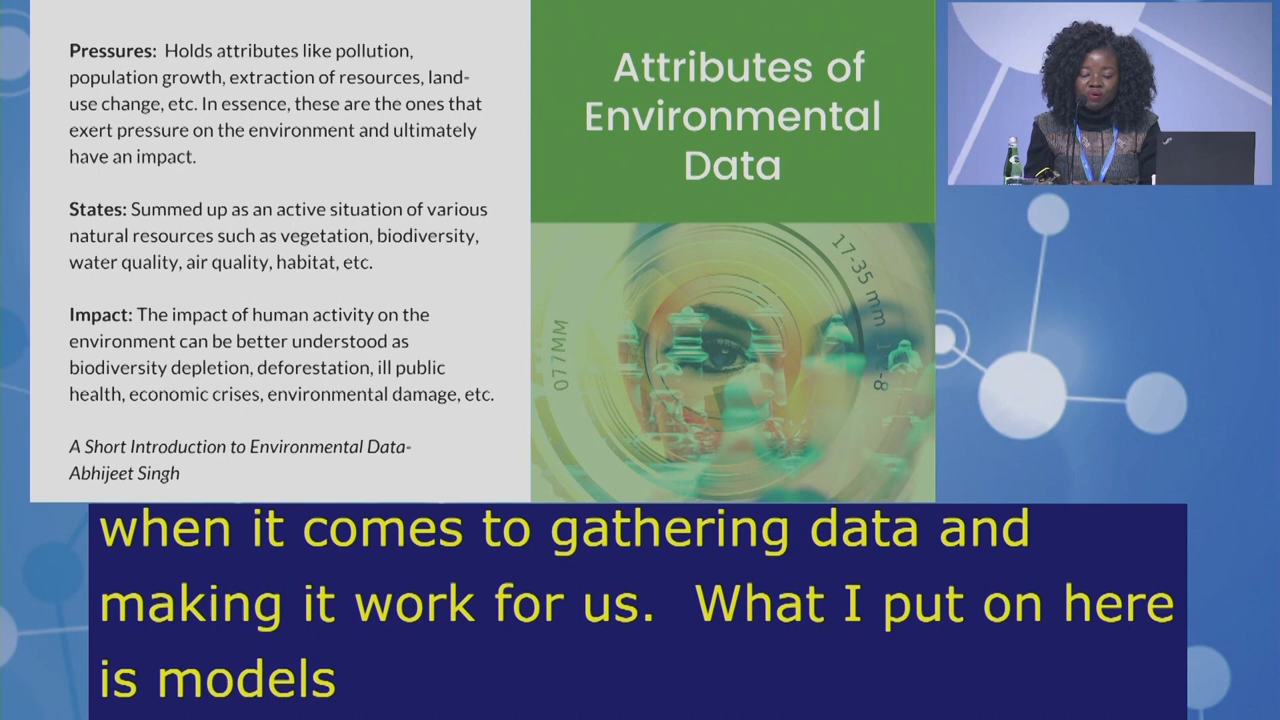 Pressures: Holds attributes like pollution,
population growth, extraction of resources, land-
use change, etc. In essence, these are the ones that
exert pressure on the environment and ultimately
have an impact.
States: Summed up as an active situation of various
natural resources such as vegetation, biodiversity,
water quality, air quality, habitat, etc.
Impact: The impact of human activity on the
environment can be better understood as
biodiversity depletion, deforestation, ill public
health, economic crises, environmental damage, etc.
A Short Introduction to Environmental Data-
Abhijeet Singh
Attributes of
Environmental
Data
17-35 mm
077MM
when it comes to gathering data and
making it work for us.  What I put on here
is models